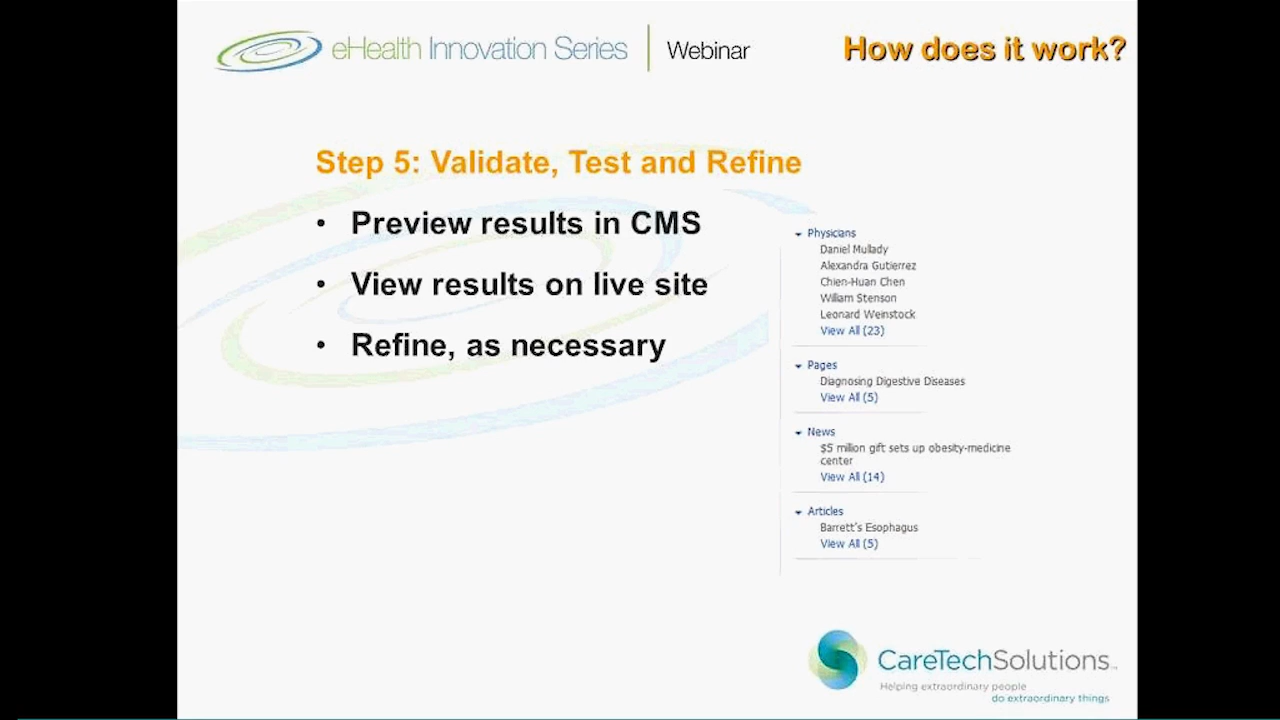 eHealth Innovation Series
Webinar
How does it work?
Step 5: Validate, Test and Refine
• Preview results in CMS
• View results on live site
• Refine, as necessary
Physicians
Daniel Mullady
Alexandra Gutierrez
Chien-Huan Chen
William Stenson
Leonard Weinstock
View All (23)
Pages
Diagnosing Digestive Diseases
View All (5)
News
$5 million gift sets up obesity-medicine
center
View All (14)
Articles
Barrett's Esophagus
View All (5)
CareTechSolutions™
Helping extraordinary people
do extraordinary things